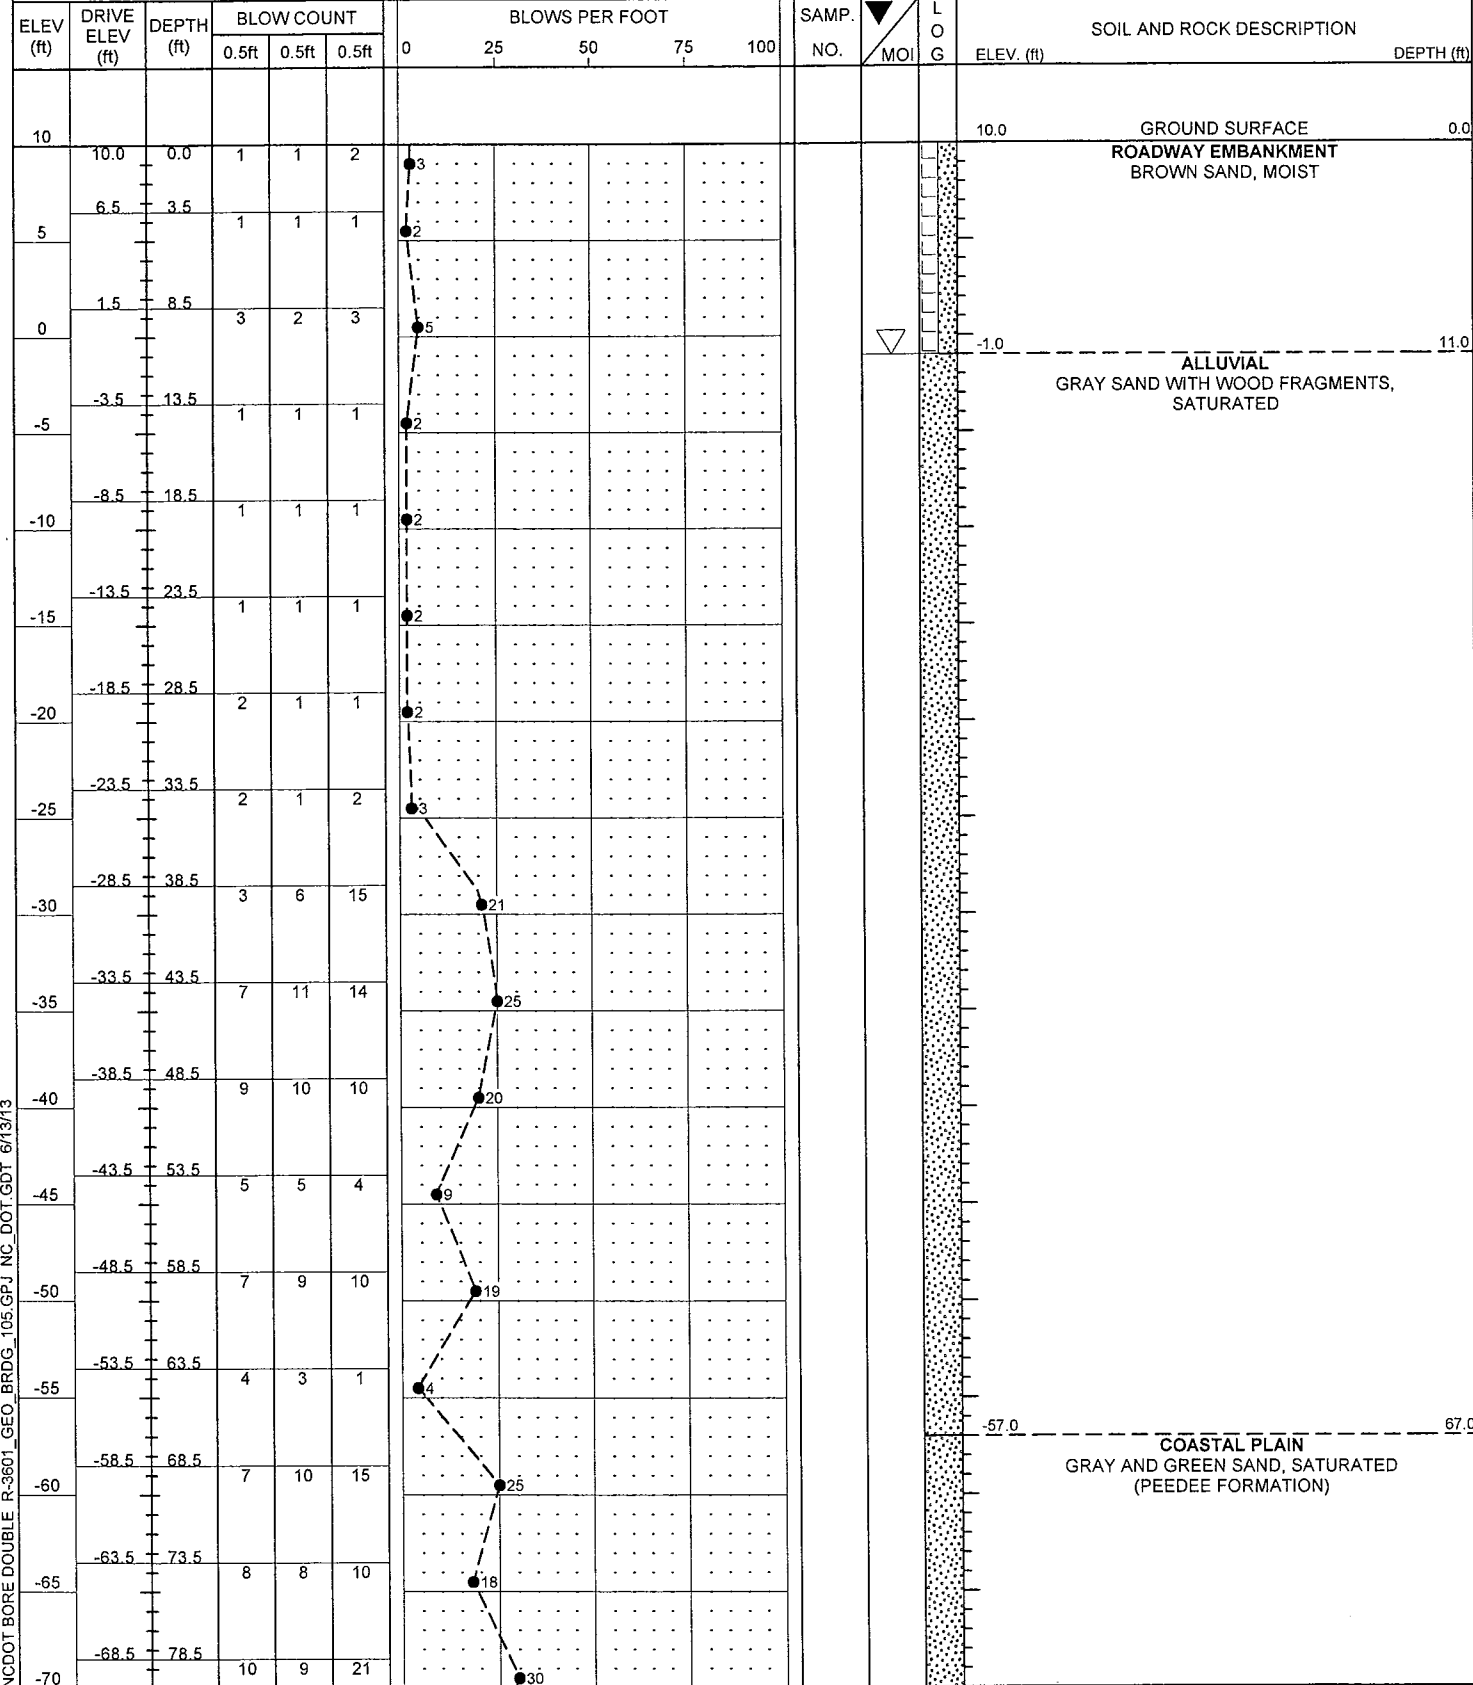 ELEV (ft) DRIVE ELEV (ft) DEPTH (ft) BLOW COUNT BLOWS PER FOOT SAMP. NO. MOI LOG SOIL AND ROCK DESCRIPTION
0.5ft 0.5ft 0.5ft 0 25 50 75 100 ELEV. (ft) DEPTH (ft)
10 10.0 GROUND SURFACE 0.0
10.0 0.0 1 1 2 3 ROADWAY EMBANKMENT
BROWN SAND, MOIST
6.5 3.5 1 1 1 2
5
1.5 8.5 3 2 3 5
0
-1.0 11.0
ALLUVIAL
GRAY SAND WITH WOOD FRAGMENTS,
SATURATED
-3.5 13.5 1 1 1 2
-5
-8.5 18.5 1 1 1 2
-10
-13.5 23.5 1 1 1 2
-15
-18.5 28.5 2 1 1 2
-20
-23.5 33.5 2 1 2 3
-25
-28.5 38.5 3 6 15 21
-30
-33.5 43.5 7 11 14 25
-35
-38.5 48.5 9 10 10 20
-40
-43.5 53.5 5 5 4 9
-45
-48.5 58.5 7 9 10 19
-50
-53.5 63.5 4 3 1 4
-55
-57.0 67.0
COASTAL PLAIN
GRAY AND GREEN SAND, SATURATED
(PEEDEE FORMATION)
-58.5 68.5 7 10 15 25
-60
-63.5 73.5 8 8 10 18
-65
-68.5 78.5 10 9 21 30
-70
NCDOT BORE DOUBLE R-3601_GEO_BRDG_105.GPJ NC_DOT.GDT 6/13/13